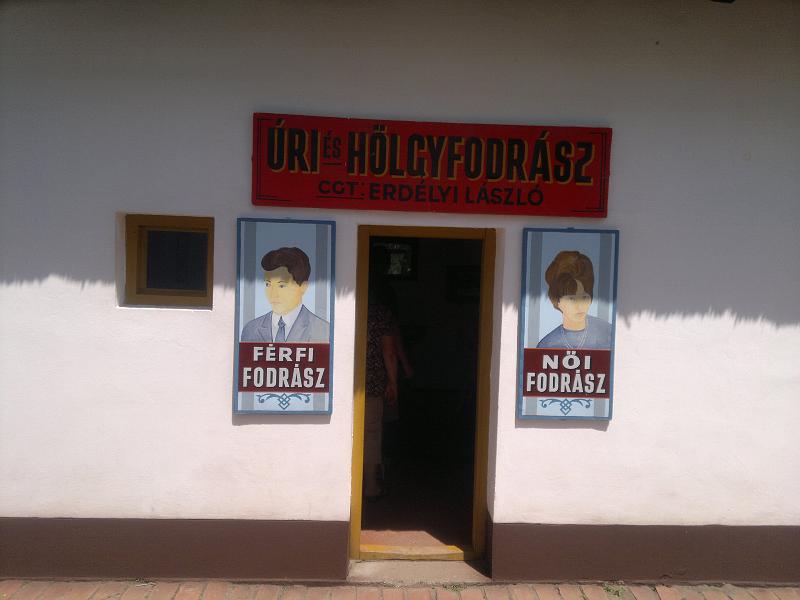 ÚRI ÉS HÖLGYFODRÁSZ
CGT: ERDÉLYI LÁSZLÓ
FÉRFI
FODRÁSZ
NŐI
FODRÁSZ